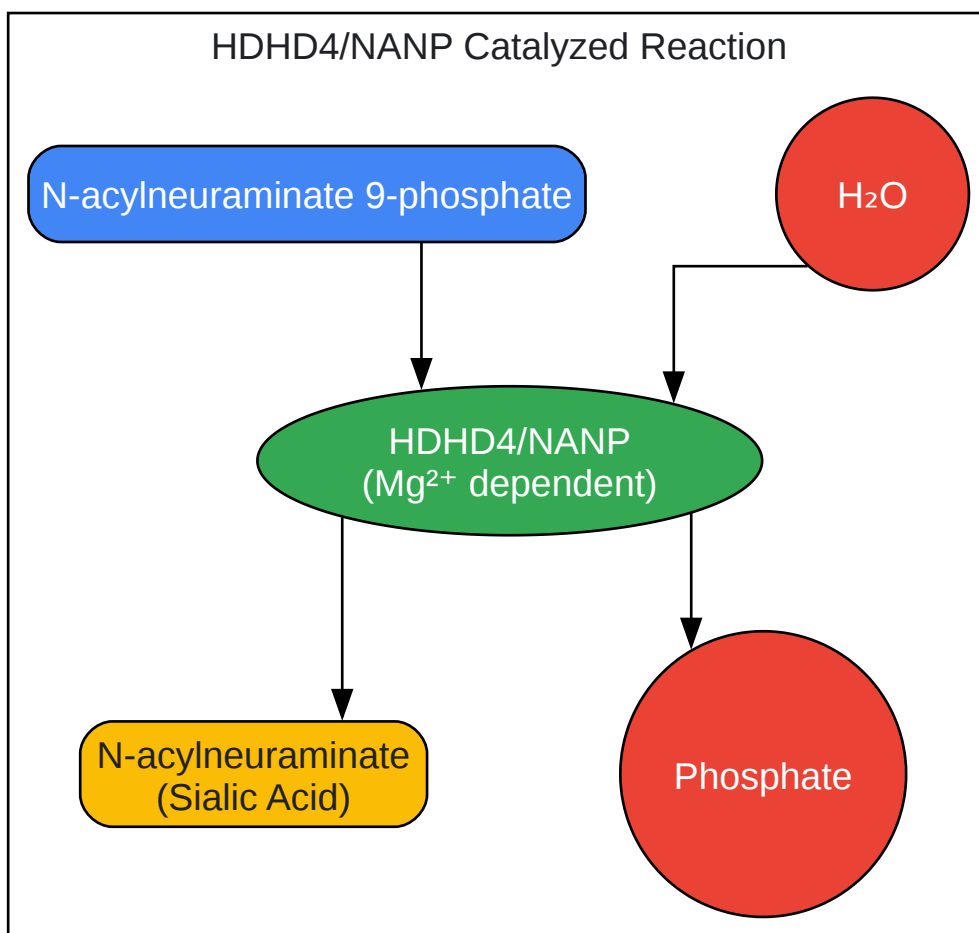 HDHD4/NANP Catalyzed Reaction
N-acylneuraminate 9-phosphate
H₂O
HDHD4/NANP
(Mg²⁺ dependent)
N-acylneuraminate
(Sialic Acid)
Phosphate